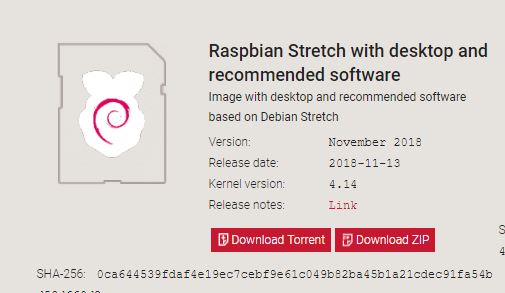 Raspbian Stretch with desktop and
recommended software
Image with desktop and recommended software
based on Debian Stretch
Version: November 2018
Release date: 2018-11-13
Kernel version: 4.14
Release notes: Link
Download Torrent Download ZIP
SHA-256: 0ca644539fdaf4e19ec7cebf9e61c049b82ba45b1a21cdec91fa54b